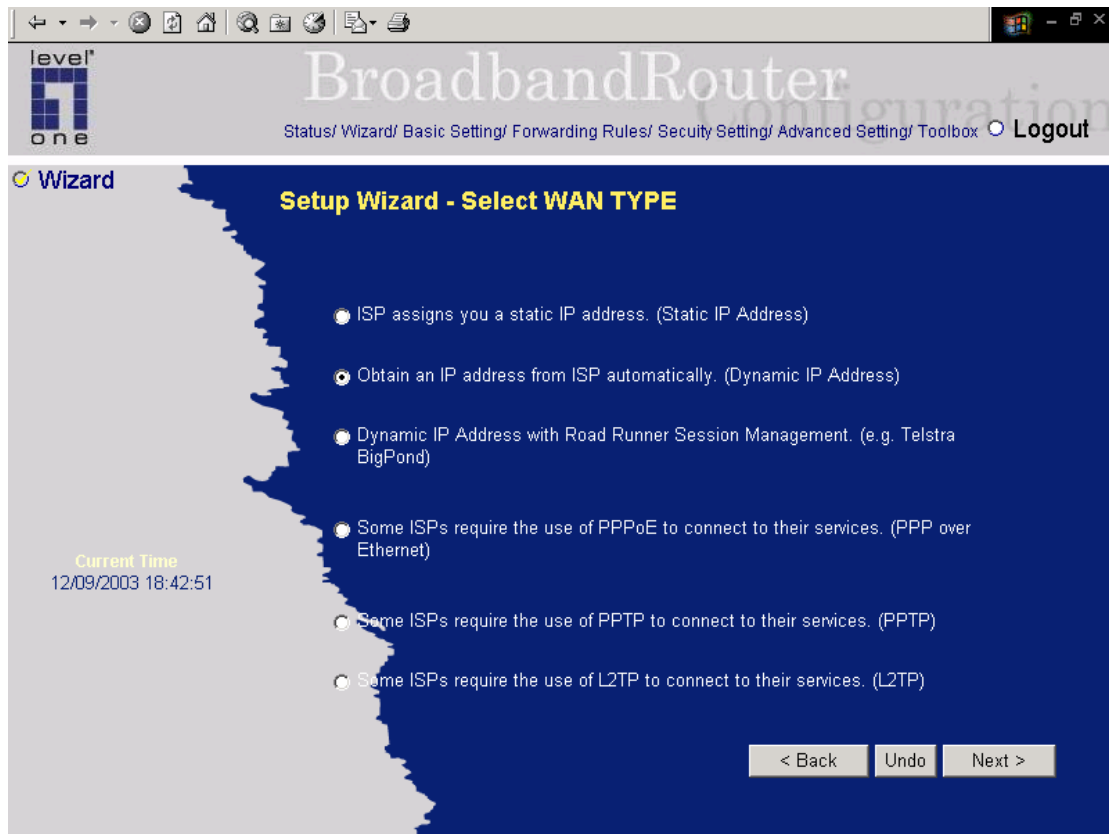 level
one
BroadbandRouter
Configuration
Status/ Wizard/ Basic Setting/ Forwarding Rules/ Secuity Setting/ Advanced Setting/ Toolbox Logout
Wizard
Setup Wizard - Select WAN TYPE
ISP assigns you a static IP address. (Static IP Address)
Obtain an IP address from ISP automatically. (Dynamic IP Address)
Dynamic IP Address with Road Runner Session Management. (e.g. Telstra
BigPond)
Some ISPs require the use of PPPoE to connect to their services. (PPP over
Ethernet)
Current Time
12/09/2003 18:42:51
Some ISPs require the use of PPTP to connect to their services. (PPTP)
Some ISPs require the use of L2TP to connect to their services. (L2TP)
< Back
Undo
Next >